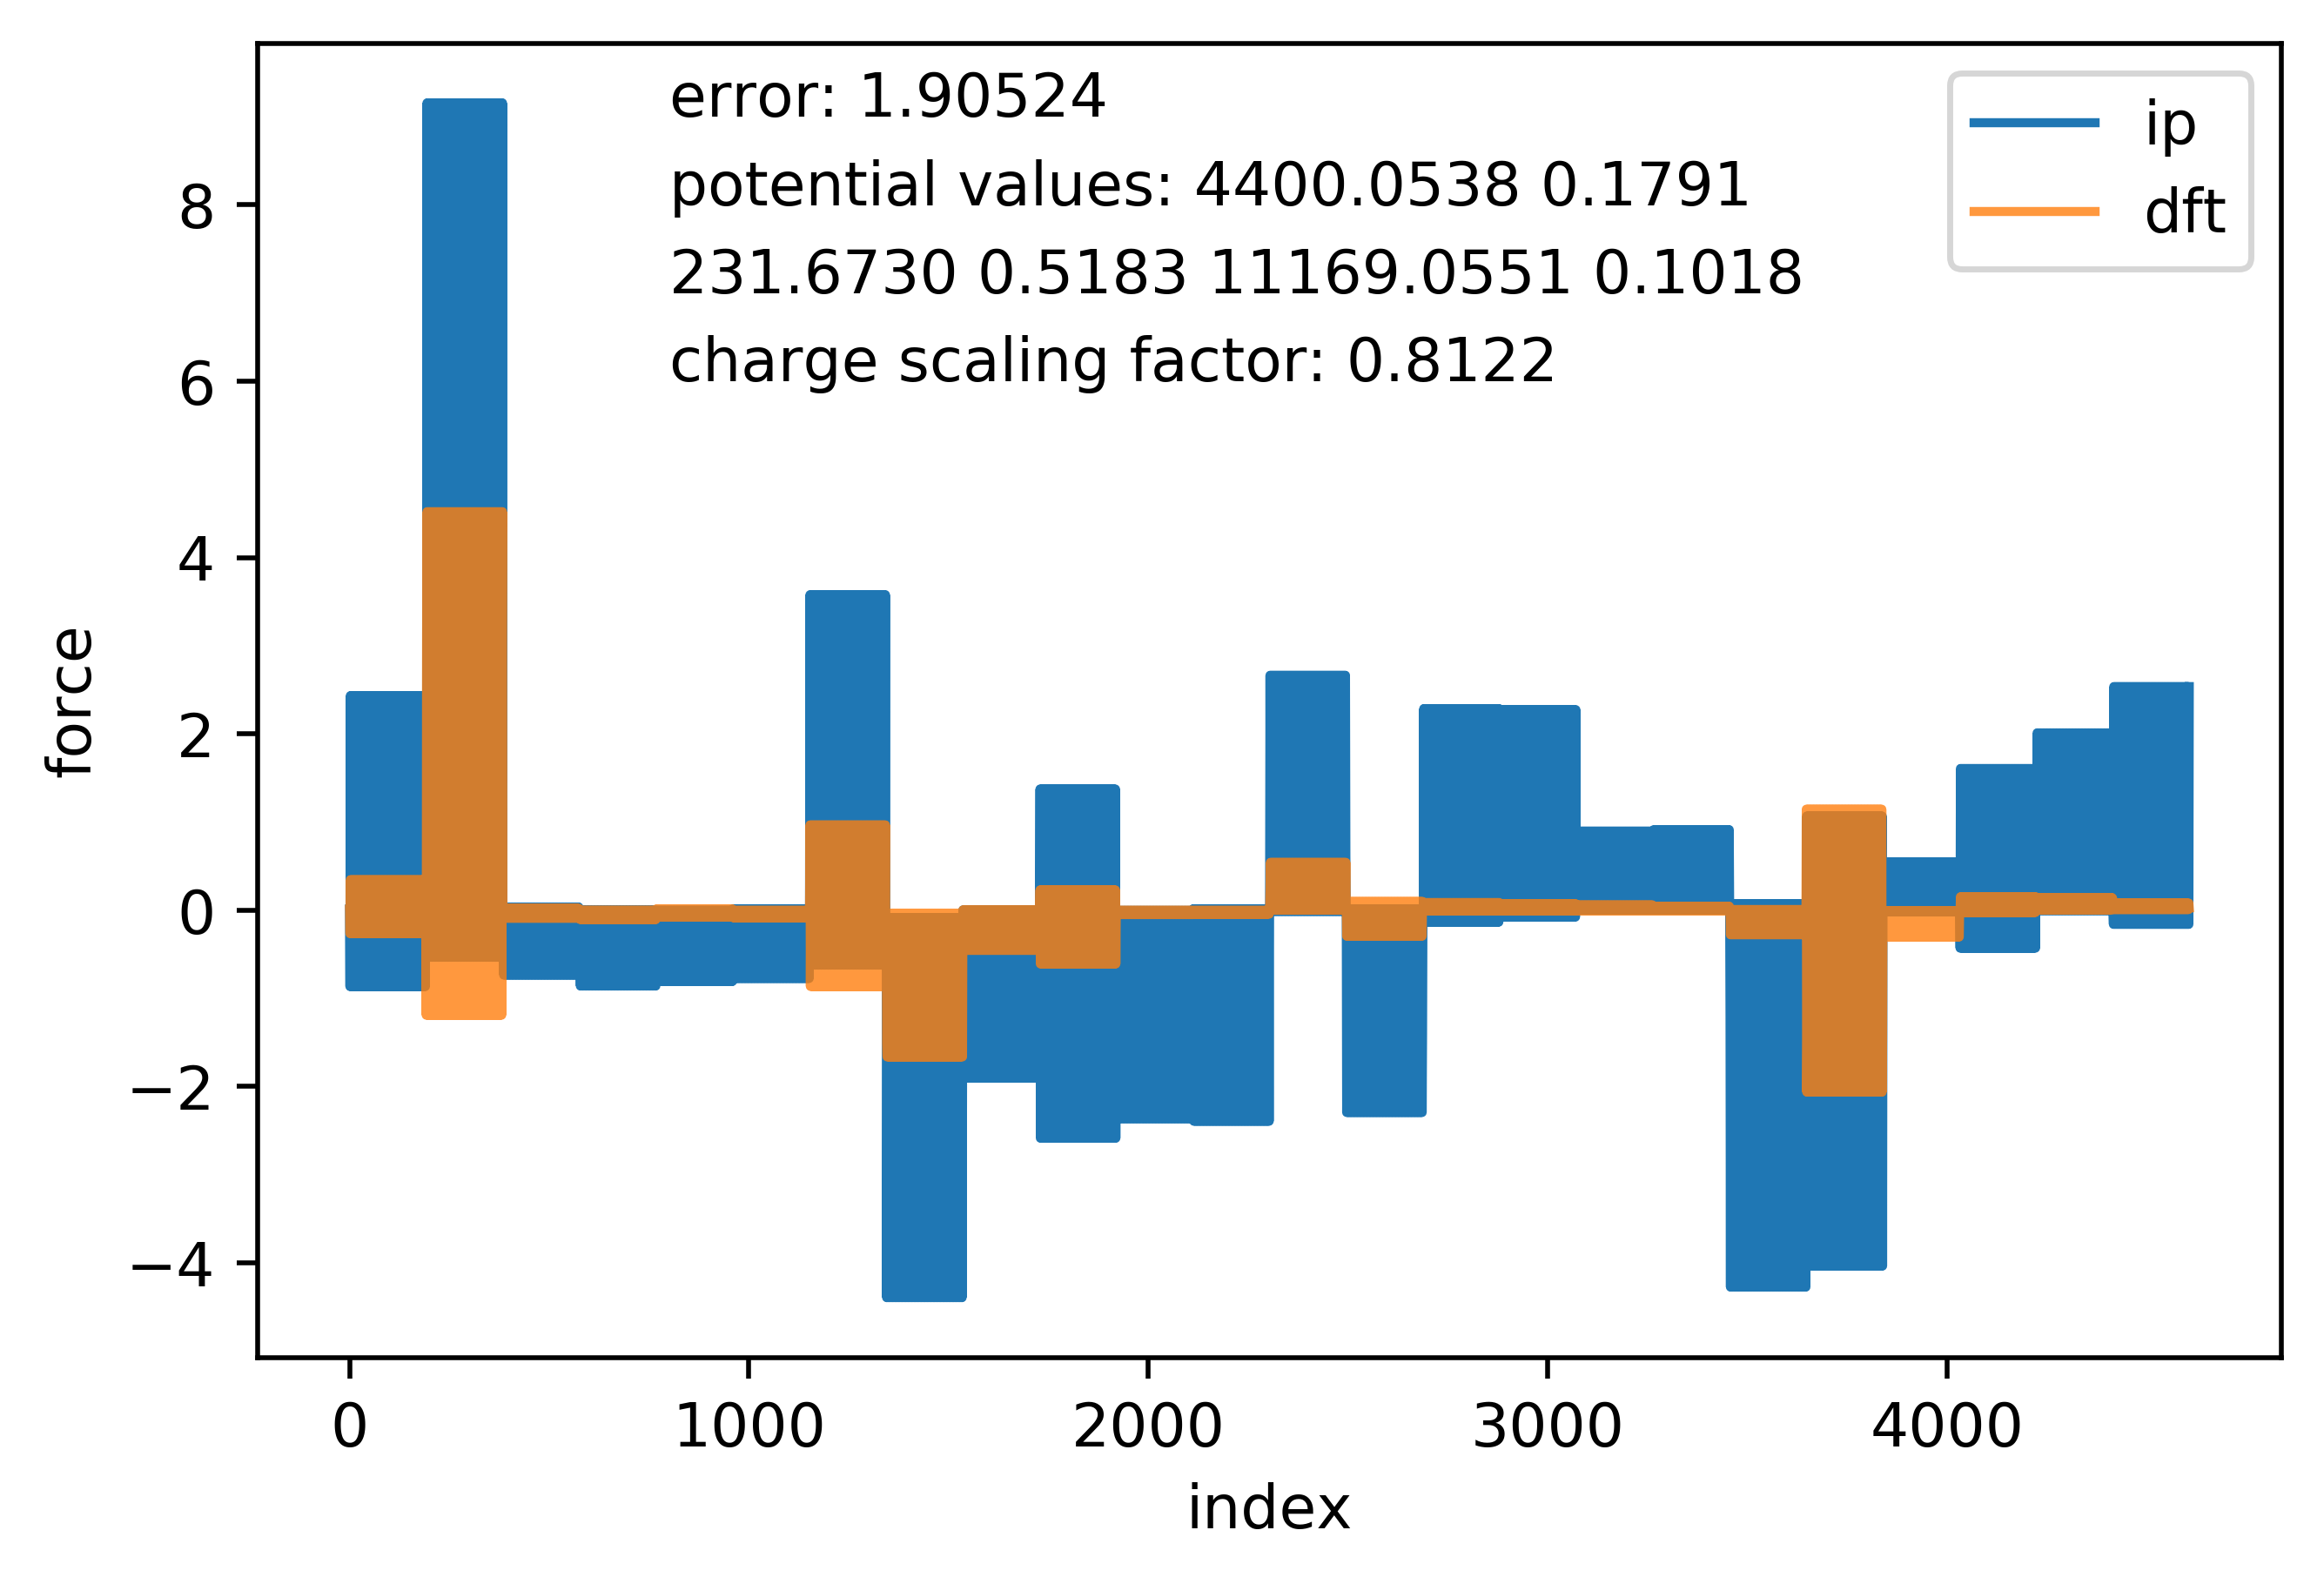 error: 1.90524
potential values: 4400.0538 0.1791
231.6730 0.5183 11169.0551 0.1018
charge scaling factor: 0.8122
ip
dft
force
8
6
4
2
0
−2
−4
0 1000 2000 3000 4000
index